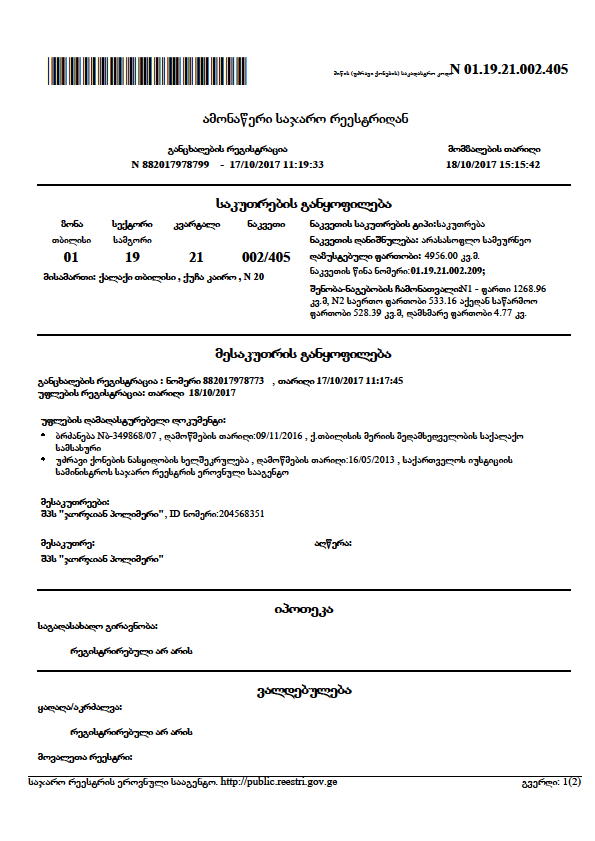 მიწის (უძრავი ქონების) საკადასტრო კოდი N 01.19.21.002.405
ამონაწერი საჯარო რეესტრიდან
განცხადების რეგისტრაცია
N 882017978799 - 17/10/2017 11:19:33
მომზადების თარიღი
18/10/2017 15:15:42
საკუთრების განყოფილება
ზონა სექტორი კვარტალი ნაკვეთი
თბილისი სამგორი
01 19 21 002/405
მისამართი: ქალაქი თბილისი , ქუჩა კაირო , N 20
ნაკვეთის საკუთრების ტიპი:საკუთრება
ნაკვეთის დანიშნულება: არასასოფლო სამეურნეო
დაზუსტებული ფართობი: 4956.00 კვ.მ.
ნაკვეთის წინა ნომერი:01.19.21.002.209;
შენობა-ნაგებობის ჩამონათვალი:N1 - ფართი 1268.96
კვ.მ, N2 საერთო ფართობი 533.16 აქედან საწარმოო
ფართობი 528.39 კვ.მ, დამხმარე ფართობი 4.77 კვ.
მესაკუთრის განყოფილება
განცხადების რეგისტრაცია : ნომერი 882017978773 , თარიღი 17/10/2017 11:17:45
უფლების რეგისტრაცია: თარიღი 18/10/2017
უფლების დამადასტურებელი დოკუმენტი:
• ბრძანება Nბ-349868/07 , დამოწმების თარიღი:09/11/2016 , ქ.თბილისის მერიის ზედამხედველობის საქალაქო
სამსახური
• უძრავი ქონების ნასყიდობის ხელშეკრულება , დამოწმების თარიღი:16/05/2013 , საქართველოს იუსტიციის
სამინისტროს საჯარო რეესტრის ეროვნული სააგენტო
მესაკუთრეები:
შპს "ჯორჯიან პოლიმერი", ID ნომერი:204568351
მესაკუთრე: აღწერა:
შპს "ჯორჯიან პოლიმერი"
იპოთეკა
საგადასახადო გირავნობა:
რეგისტრირებული არ არის
ვალდებულება
ყადაღა/აკრძალვა:
რეგისტრირებული არ არის
მოვალეთა რეესტრი:
საჯარო რეესტრის ეროვნული სააგენტო. http://public.reestri.gov.ge გვერდი: 1(2)